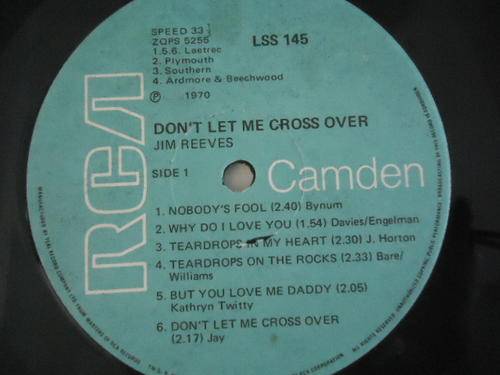 SPEED 33 1/3
ZQPS 5255
LSS 145
1.5.6. Laetrec
2. Plymouth
3. Southern
4. Ardmore & Beechwood
Ⓟ 1970
RCA
DON'T LET ME CROSS OVER
JIM REEVES
SIDE 1
Camden
1. NOBODY'S FOOL (2.40) Bynum
2. WHY DO I LOVE YOU (1.54) Davies/Engelman
3. TEARDROPS IN MY HEART (2.30) J. Horton
4. TEARDROPS ON THE ROCKS (2.33) Bare/
Williams
5. BUT YOU LOVE ME DADDY (2.05)
Kathryn Twitty
6. DON'T LET ME CROSS OVER
(2.17) Jay